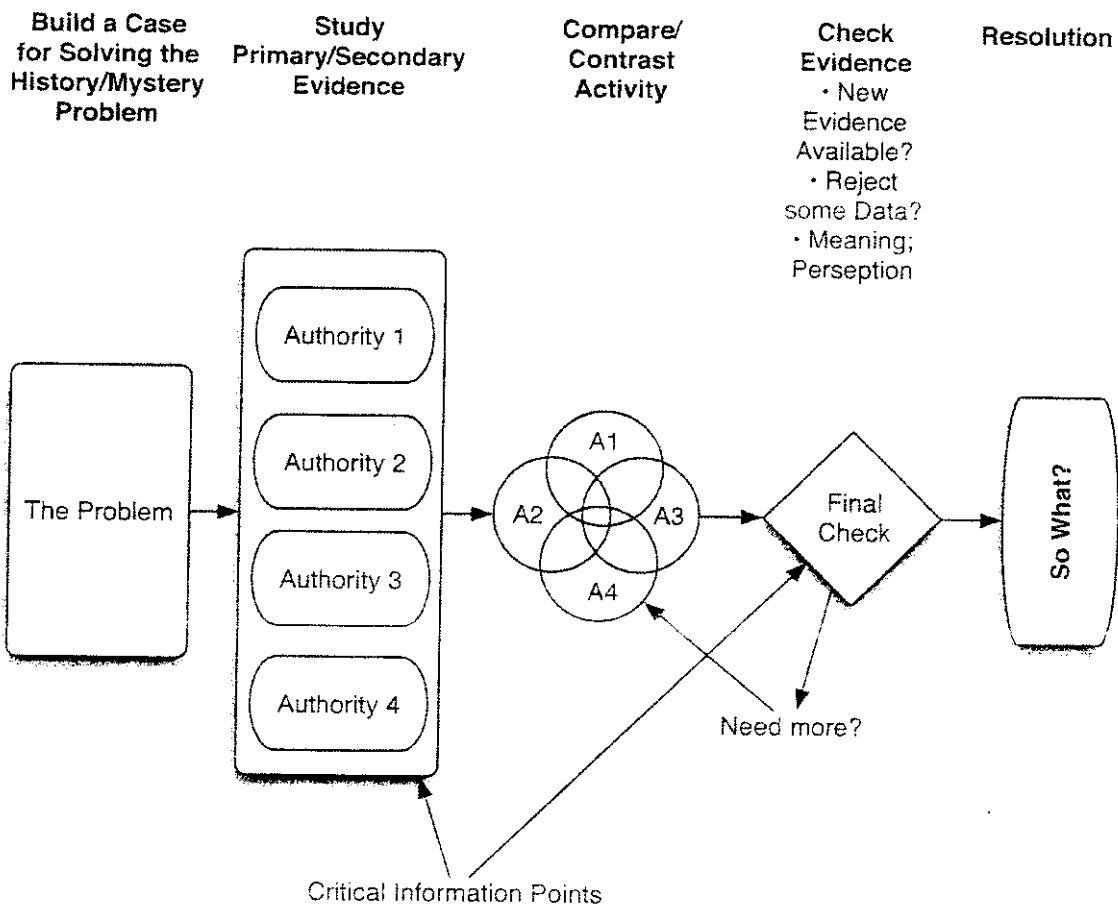 Build a Case
for Solving the
History/Mystery
Problem
Study
Primary/Secondary
Evidence
Compare/
Contrast
Activity
Check
Evidence
• New
Evidence
Available?
• Reject
some Data?
• Meaning;
Perseption
Resolution
The Problem
Authority 1
Authority 2
Authority 3
Authority 4
A1
A2
A3
A4
Final
Check
So What?
Need more?
Critical Information Points